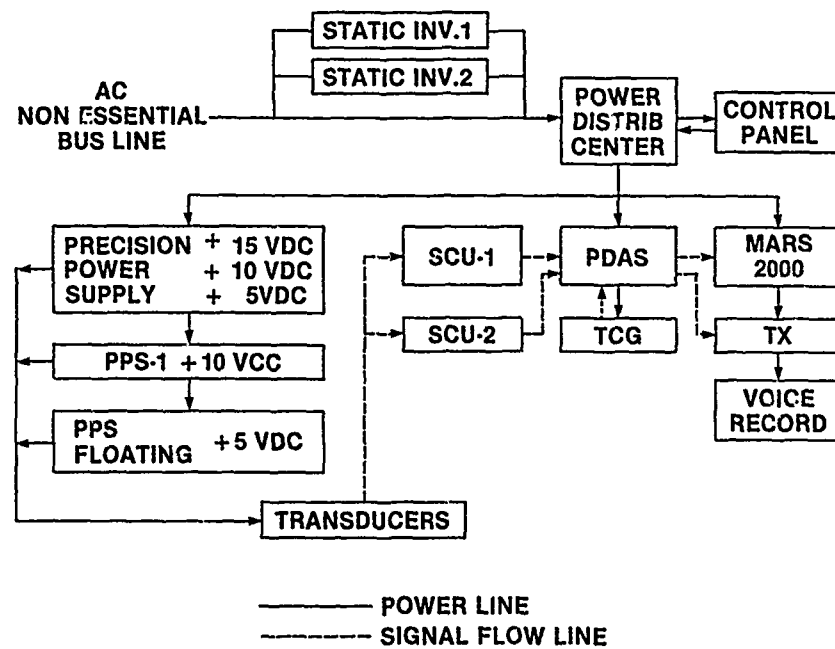 STATIC INV.1
STATIC INV.2
AC
NON ESSENTIAL
BUS LINE
POWER
DISTRIB
CENTER
CONTROL
PANEL
PRECISION + 15 VDC
POWER + 10 VDC
SUPPLY + 5VDC
SCU-1
PDAS
MARS
2000
SCU-2
TCG
TX
PPS-1 +10 VCC
VOICE
RECORD
PPS
FLOATING +5 VDC
TRANSDUCERS
POWER LINE
SIGNAL FLOW LINE